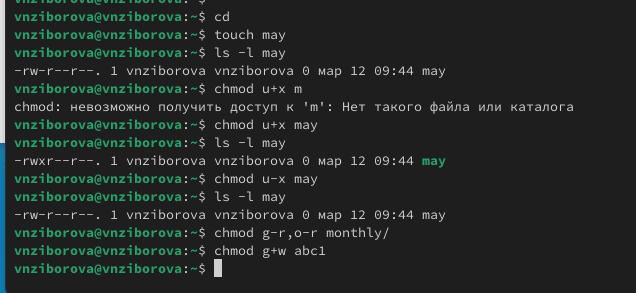 vnziborova@vnziborova:~$ cd
vnziborova@vnziborova:~$ touch may
vnziborova@vnziborova:~$ ls -l may
-rw-r--r--. 1 vnziborova vnziborova 0 мар 12 09:44 may
vnziborova@vnziborova:~$ chmod u+x m
chmod: невозможно получить доступ к 'm': Нет такого файла или каталога
vnziborova@vnziborova:~$ chmod u+x may
vnziborova@vnziborova:~$ ls -l may
-rwxr--r--. 1 vnziborova vnziborova 0 мар 12 09:44 may
vnziborova@vnziborova:~$ chmod u-x may
vnziborova@vnziborova:~$ ls -l may
-rw-r--r--. 1 vnziborova vnziborova 0 мар 12 09:44 may
vnziborova@vnziborova:~$ chmod g-r,o-r monthly/
vnziborova@vnziborova:~$ chmod g+w abc1
vnziborova@vnziborova:~$